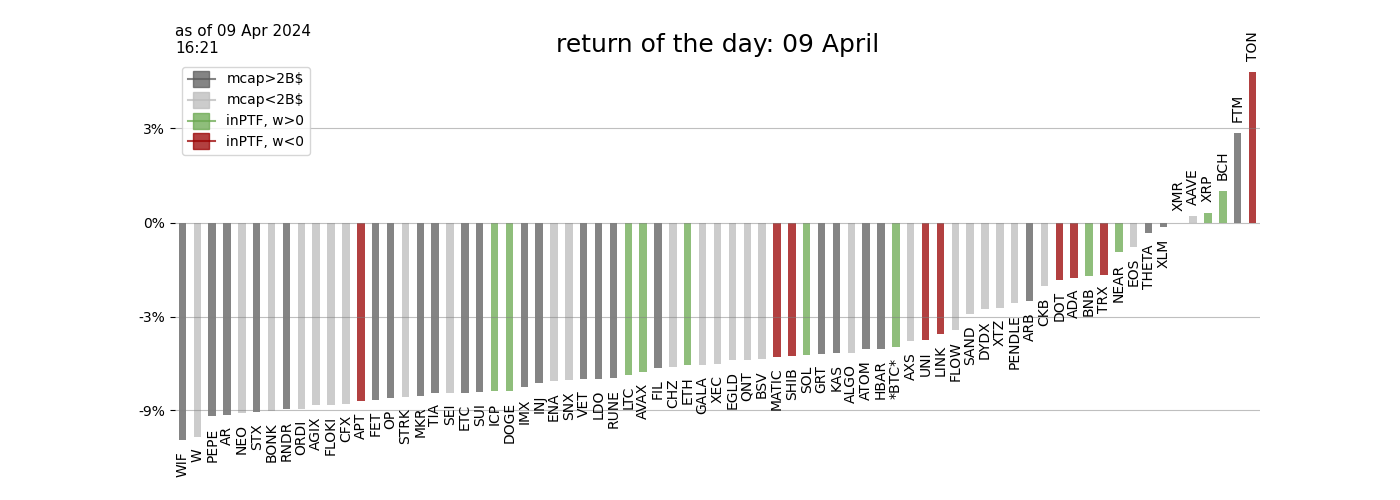 as of 09 Apr 2024
16:21
return of the day: 09 April
mcap>2B$
mcap<2B$
inPTF, w>0
inPTF, w<0
3%
0%
-3%
-9%
WIF
W
PEPE
AR
NEO
STX
BONK
RNDR
ORDI
AGIX
FLOKI
CFX
APT
FET
OP
STRK
MKR
TIA
SEI
ETC
SUI
ICP
DOGE
IMX
INJ
ENA
SNX
VET
LDO
RUNE
LTC
AVAX
FIL
CHZ
ETH
GALA
XEC
EGLD
QNT
BSV
MATIC
SHIB
SOL
GRT
KAS
ALGO
ATOM
HBAR
*BTC*
AXS
UNI
LINK
FLOW
SAND
DYDX
XTZ
PENDLE
ARB
CKB
DOT
ADA
BNB
TRX
NEAR
EOS
THETA
XLM
XMR
AAVE
XRP
BCH
FTM
TON